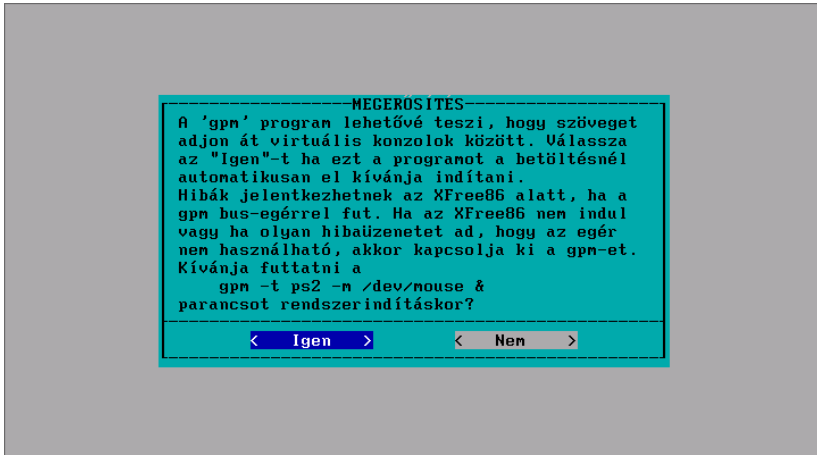 MEGERŐSÍTÉS
A 'gpm' program lehetővé teszi, hogy szöveget
adjon át virtuális konzolok között. Válassza
az "Igen"-t ha ezt a programot a betöltésnél
automatikusan el kívánja indítani.
Hibák jelentkezhetnek az XFree86 alatt, ha a
gpm bus-egérrel fut. Ha az XFree86 nem indul
vagy ha olyan hibaüzenetet ad, hogy az egér
nem használható, akkor kapcsolja ki a gpm-et.
Kívánja futtatni a
gpm -t ps2 -m /dev/mouse &
parancsot rendszerindításkor?
< Igen > < Nem >